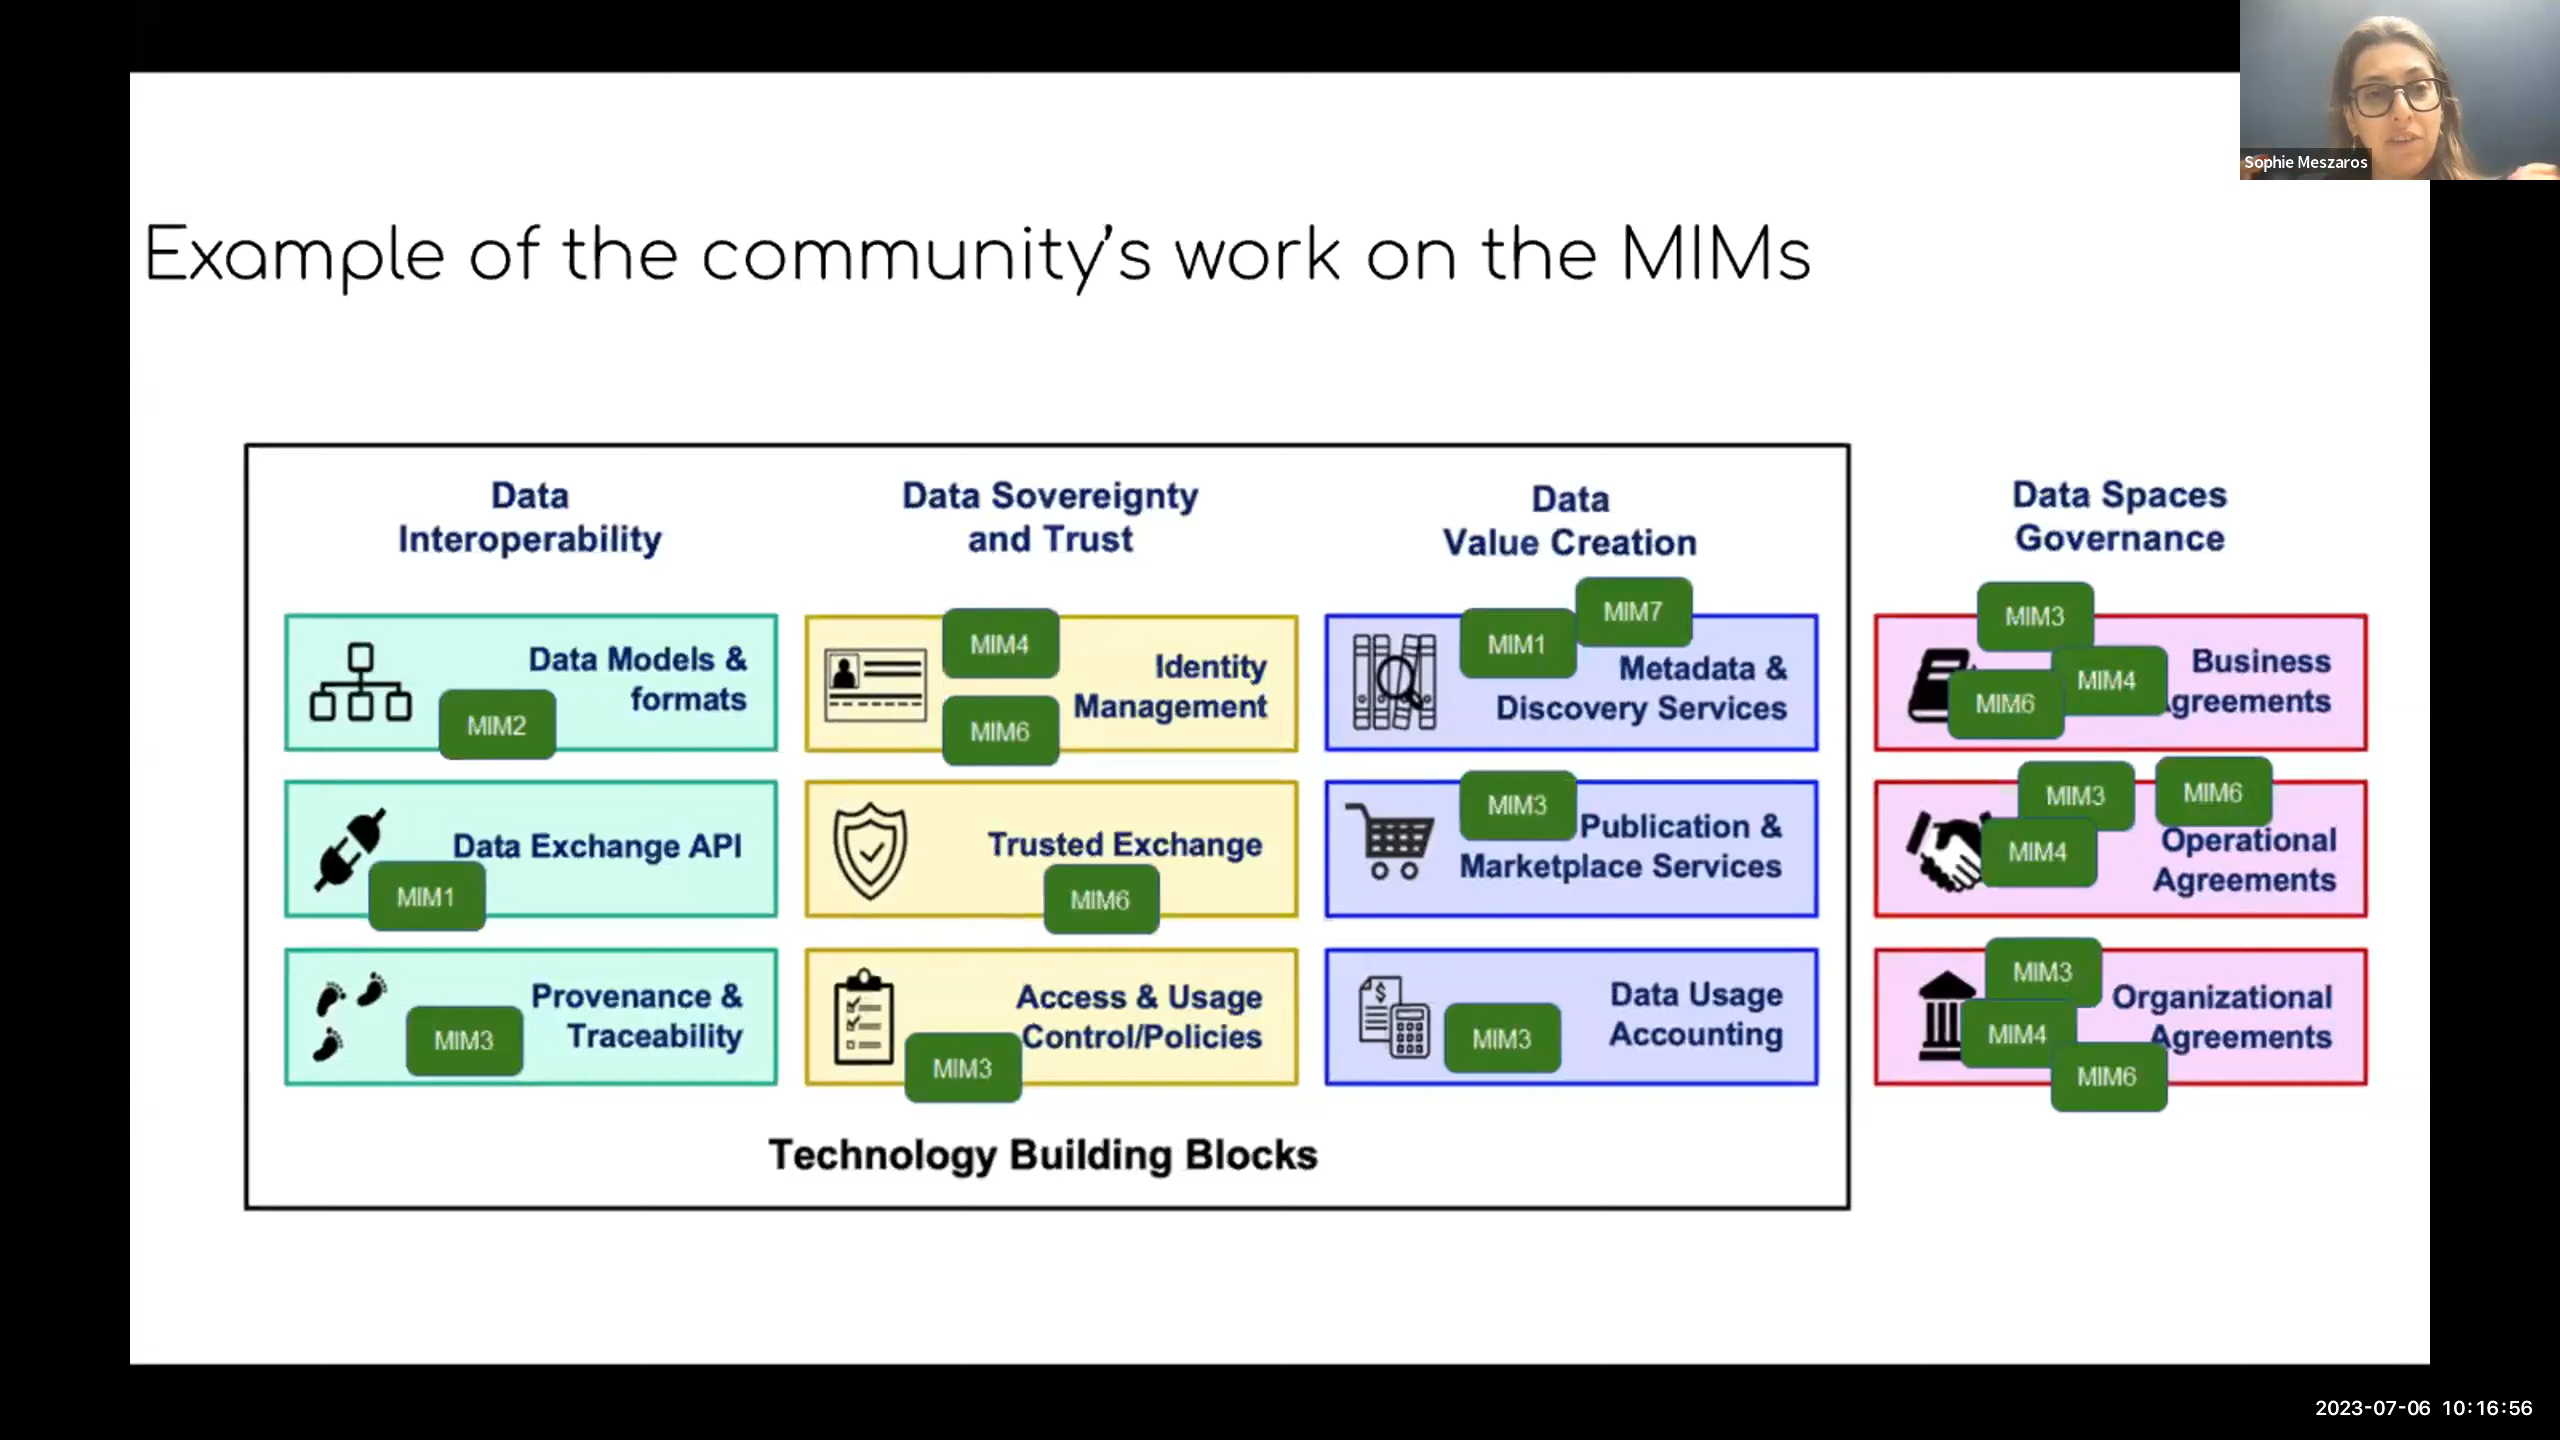 Sophie Meszaros
Example of the community's work on the MIMs
Data
Interoperability
Data Models &
formats
MIM2
Data Exchange API
MIM1
Provenance &
Traceability
MIM3
Data Sovereignty
and Trust
MIM4
Identity
Management
MIM6
Trusted Exchange
MIM6
Access & Usage
Control/Policies
MIM3
Data
Value Creation
MIM7
MIM1
Metadata &
Discovery Services
MIM3
Publication &
Marketplace Services
Data Usage
Accounting
MIM3
Technology Building Blocks
Data Spaces
Governance
MIM3
MIM4
MIM6
Business
greements
MIM3
MIM6
MIM4
Operational
Agreements
MIM3
MIM4
MIM6
Organizational
Agreements
2023-07-06 10:16:56